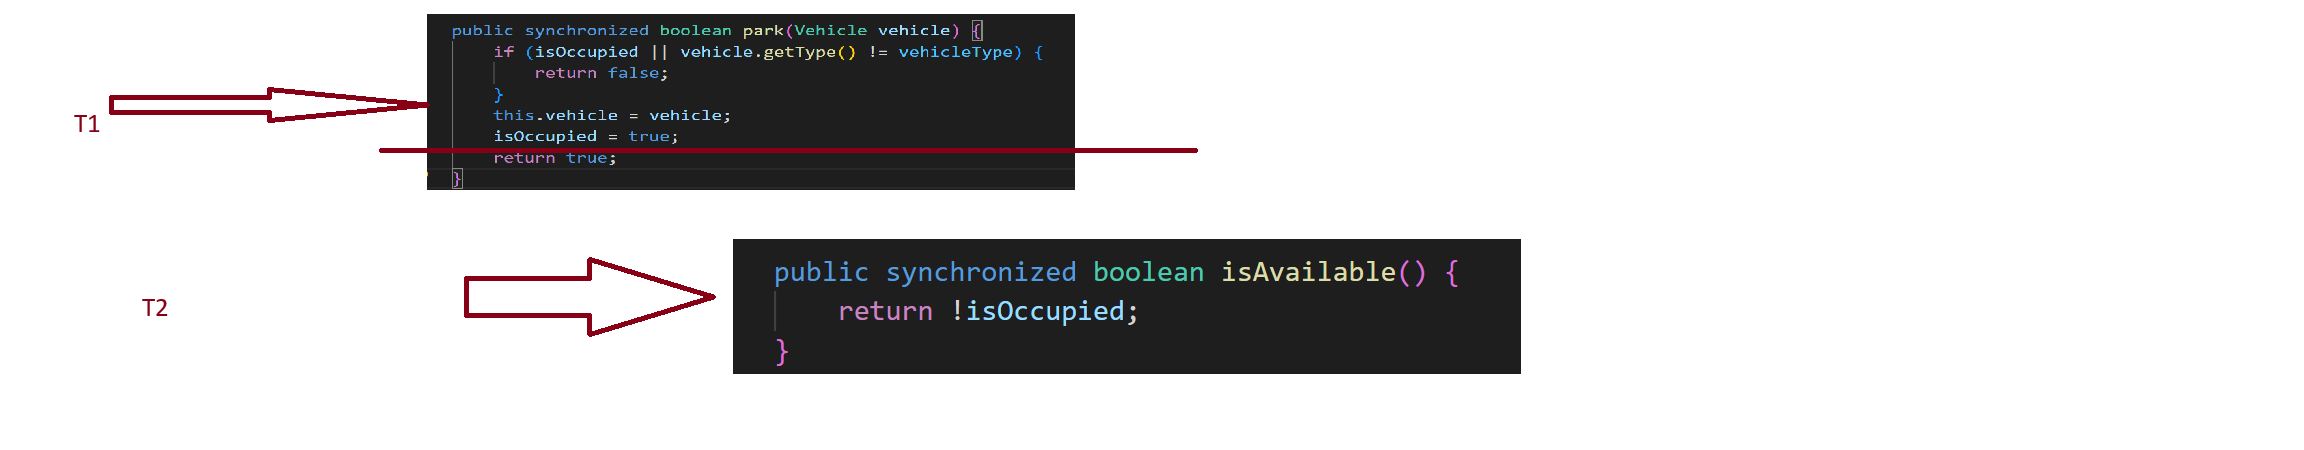 public synchronized boolean park(Vehicle vehicle) {
if (isOccupied || vehicle.getType() != vehicleType) {
return false;
}
this.vehicle = vehicle;
isOccupied = true;
return true;
}
T1
public synchronized boolean isAvailable() {
return !isOccupied;
}
T2